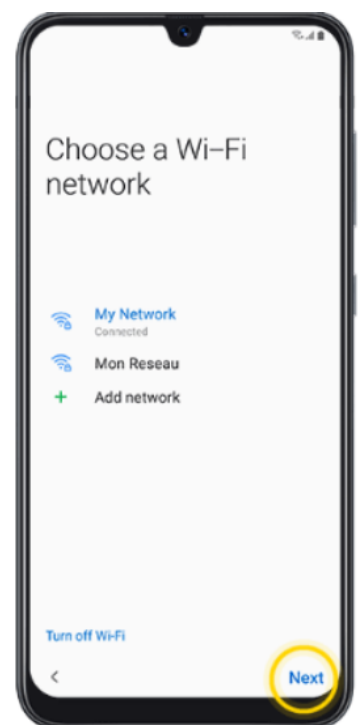 Choose a Wi-Fi
network
My Network
Connected
Mon Reseau
Add network
Turn off Wi-Fi
Next